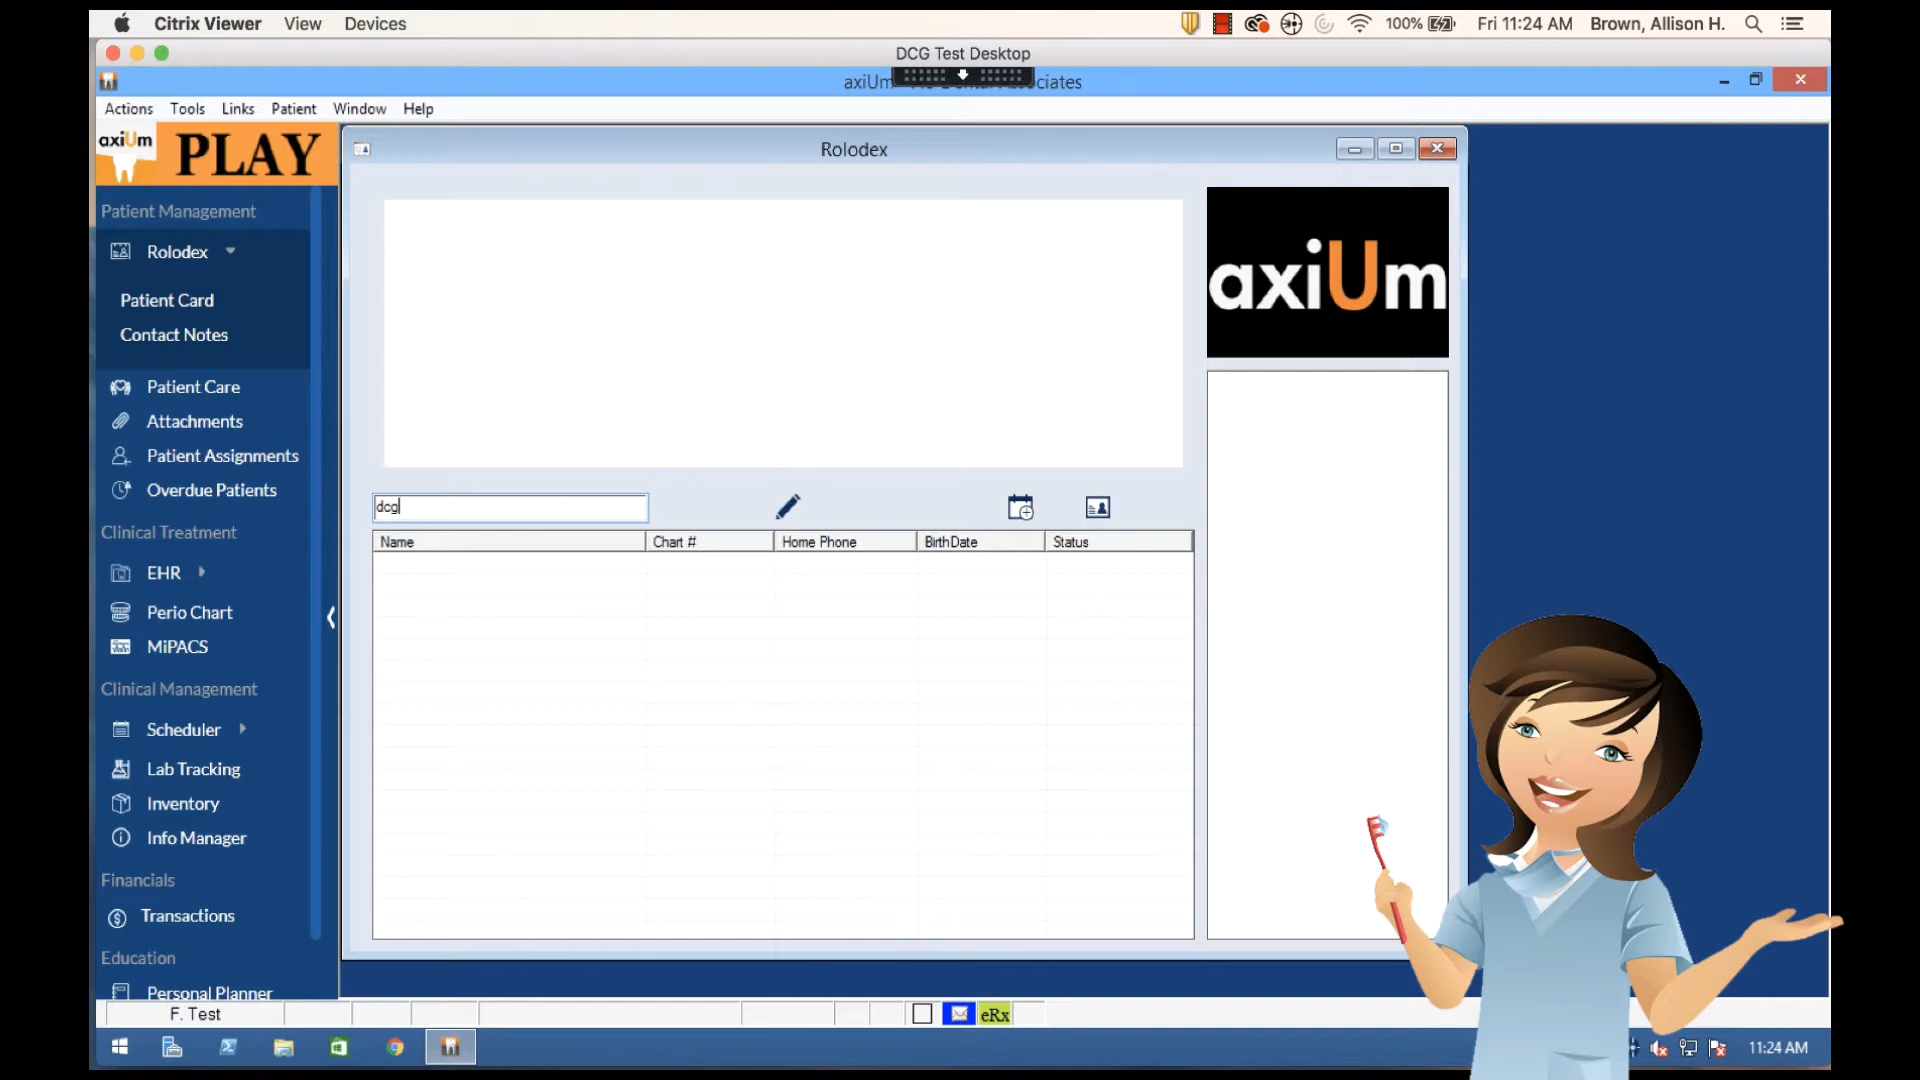 Citrix Viewer View Devices 100% Fri 11:24 AM Brown, Allison H.
DCG Test Desktop
axiUm ciates
Actions Tools Links Patient Window Help
axiUm PLAY
Rolodex
Patient Management
Rolodex
Patient Card
Contact Notes
Patient Care
Attachments
Patient Assignments
Overdue Patients
Clinical Treatment
EHR
Perio Chart
MiPACS
Clinical Management
Scheduler
Lab Tracking
Inventory
Info Manager
Financials
Transactions
Education
Personal Planner
axiUm
dcg
Name Chart # Home Phone BirthDate Status
F. Test eRx
11:24 AM